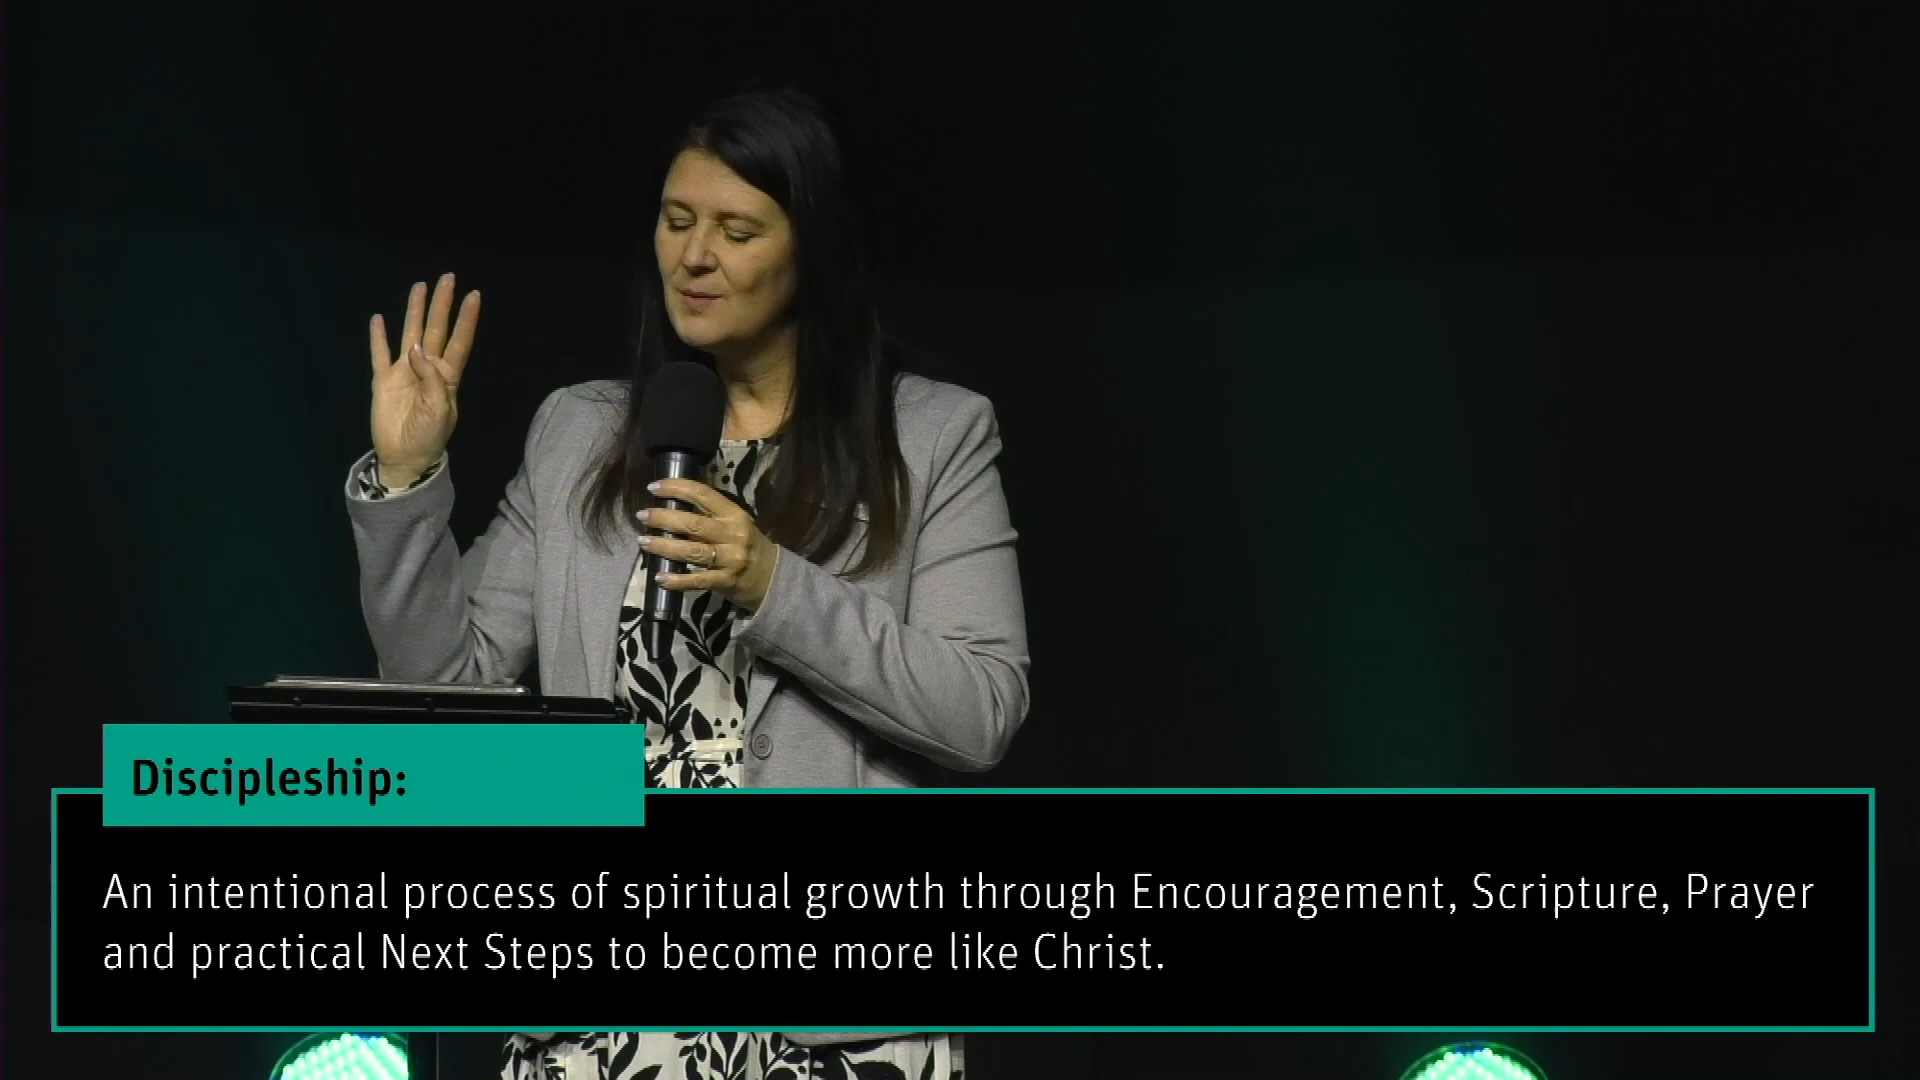 Discipleship:
An intentional process of spiritual growth through Encouragement, Scripture, Prayer
and practical Next Steps to become more like Christ.